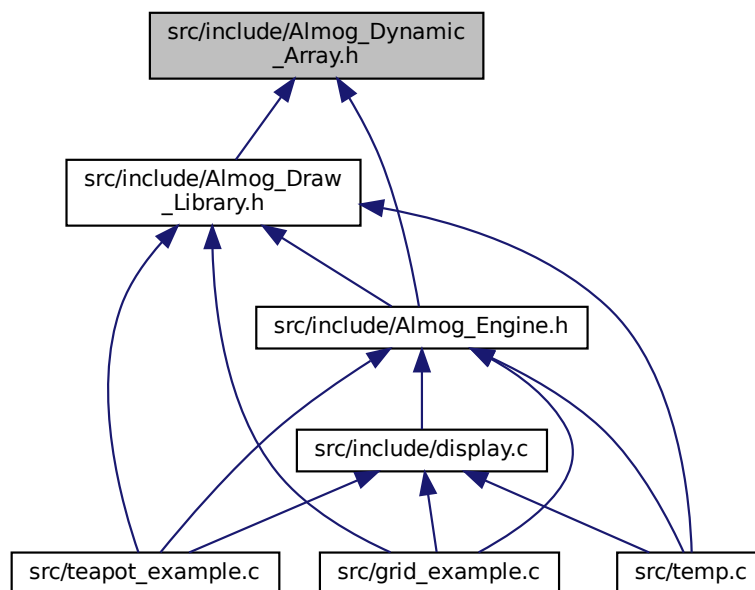 src/include/Almog_Dynamic
_Array.h
src/include/Almog_Draw
_Library.h
src/include/Almog_Engine.h
src/include/display.c
src/teapot_example.c
src/grid_example.c
src/temp.c